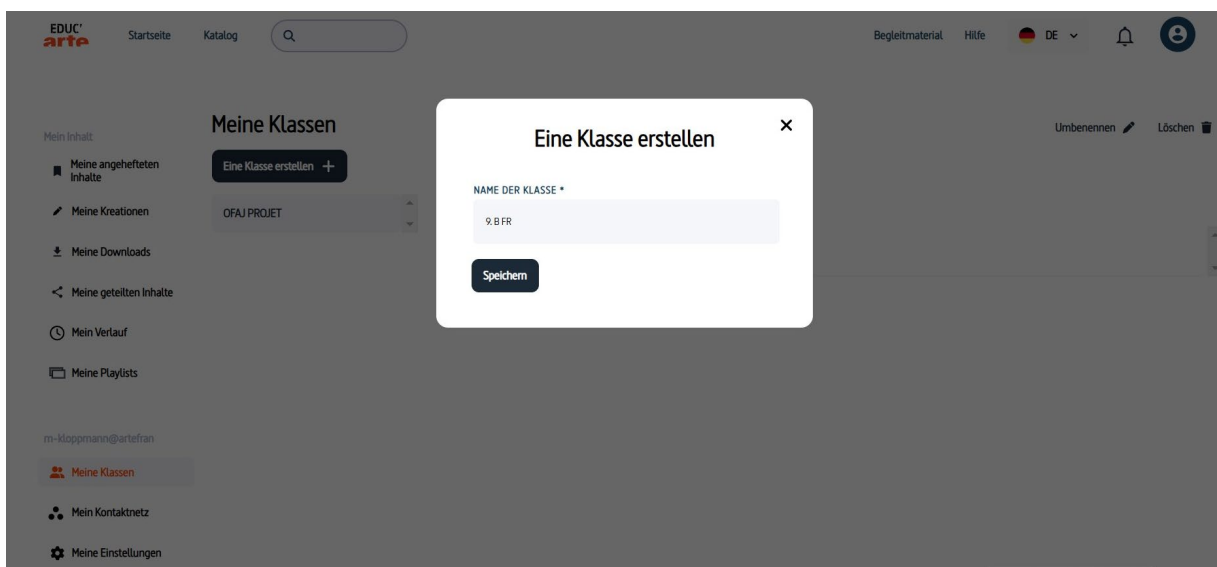 EDUC'
arte
Startseite
Katalog
Begleitmaterial
Hilfe
DE
Mein Inhalt
Meine angehefteten
Inhalte
Meine Kreationen
Meine Downloads
Meine geteilten Inhalte
Mein Verlauf
Meine Playlists
m-kloppmann@artefran
Meine Klassen
Mein Kontaktnetz
Meine Einstellungen
Meine Klassen
Eine Klasse erstellen +
OFAJ PROJET
Umbenennen
Löschen
Eine Klasse erstellen
NAME DER KLASSE *
9. B FR
Speichern